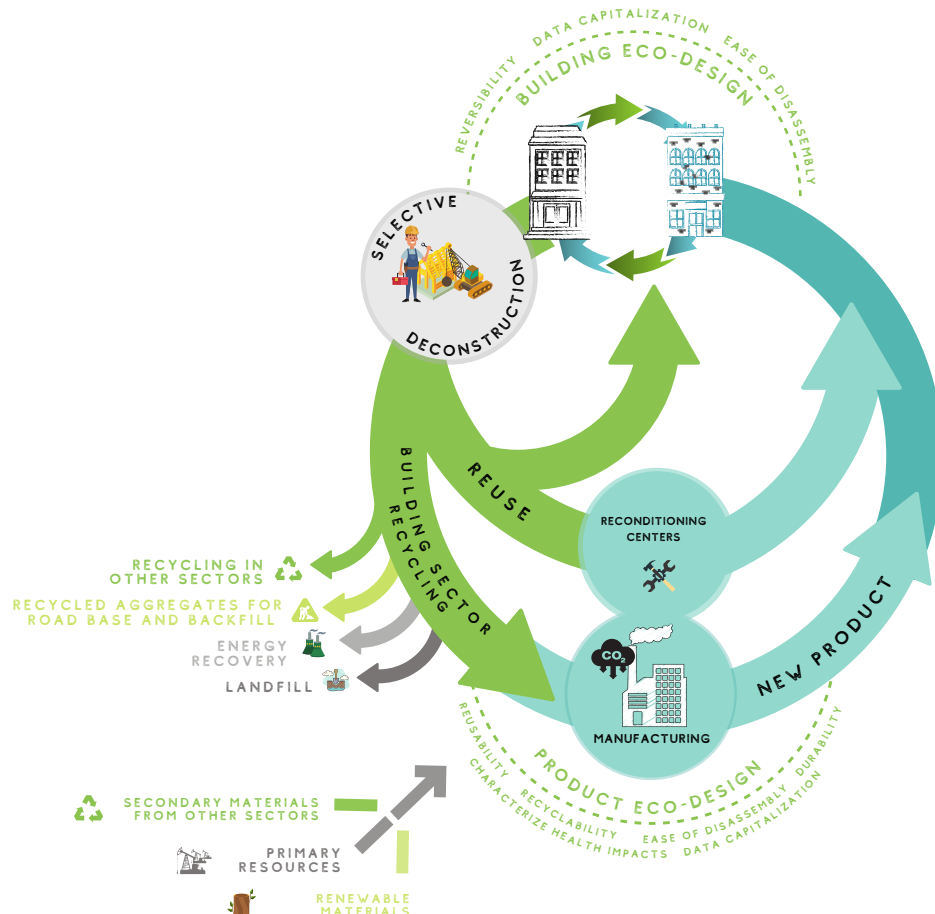 DATA CAPITALIZATION
REVERSIBILITY
EASE OF DISASSEMBLY
BUILDING ECO-DESIGN
SELECTIVE
DECONSTRUCTION
REUSE
BUILDING SECTOR
RECYCLING
RECONDITIONING
CENTERS
RECYCLING IN
OTHER SECTORS
RECYCLED AGGREGATES FOR
ROAD BASE AND BACKFILL
ENERGY
RECOVERY
LANDFILL
CO2
MANUFACTURING
NEW PRODUCT
PRODUCT ECO-DESIGN
REUSABILITY
RECYCLABILITY
EASE OF DISASSEMBLY
DURABILITY
CHARACTERIZE HEALTH IMPACTS
DATA CAPITALIZATION
SECONDARY MATERIALS
FROM OTHER SECTORS
PRIMARY
RESOURCES
RENEWABLE
MATERIALS